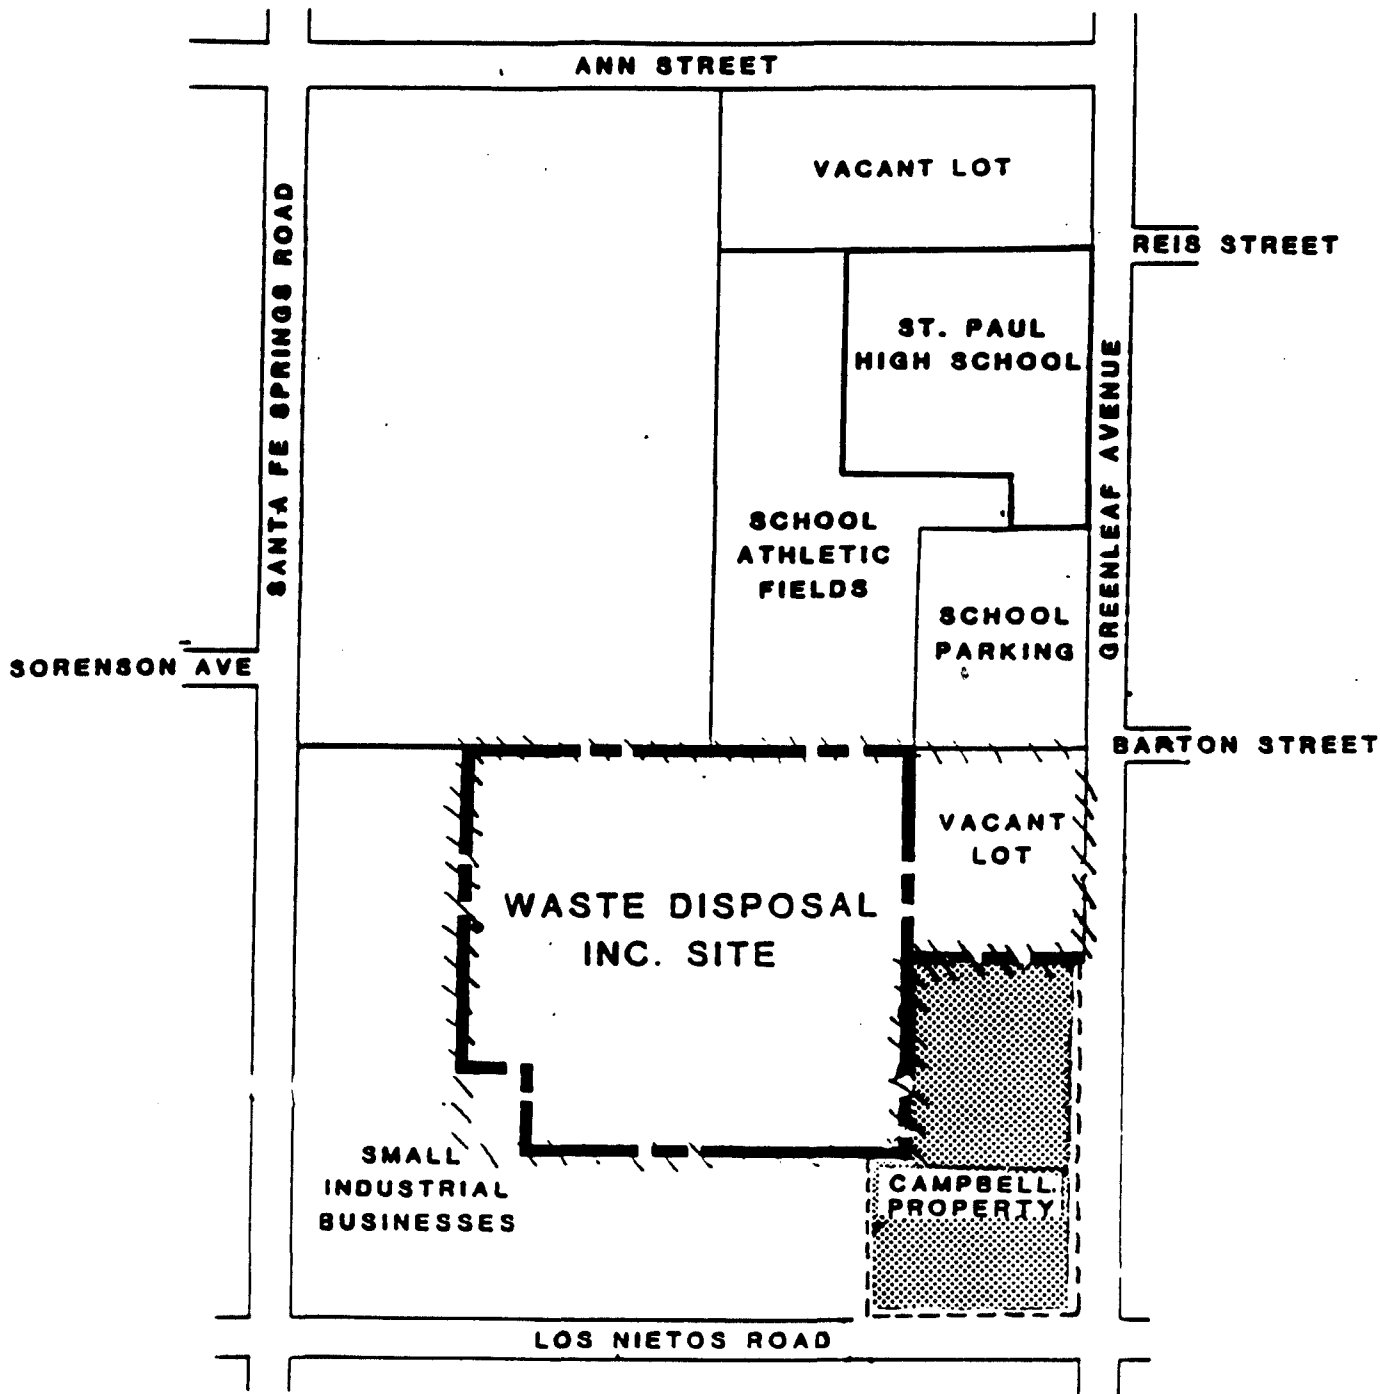 ANN STREET
VACANT LOT
SANTA FE SPRINGS ROAD
REIS STREET
ST. PAUL
HIGH SCHOOL
GREENLEAF AVENUE
SCHOOL
ATHLETIC
FIELDS
SCHOOL
PARKING
SORENSON AVE
BARTON STREET
VACANT
LOT
WASTE DISPOSAL
INC. SITE
SMALL
INDUSTRIAL
BUSINESSES
CAMPBELL
PROPERTY
LOS NIETOS ROAD